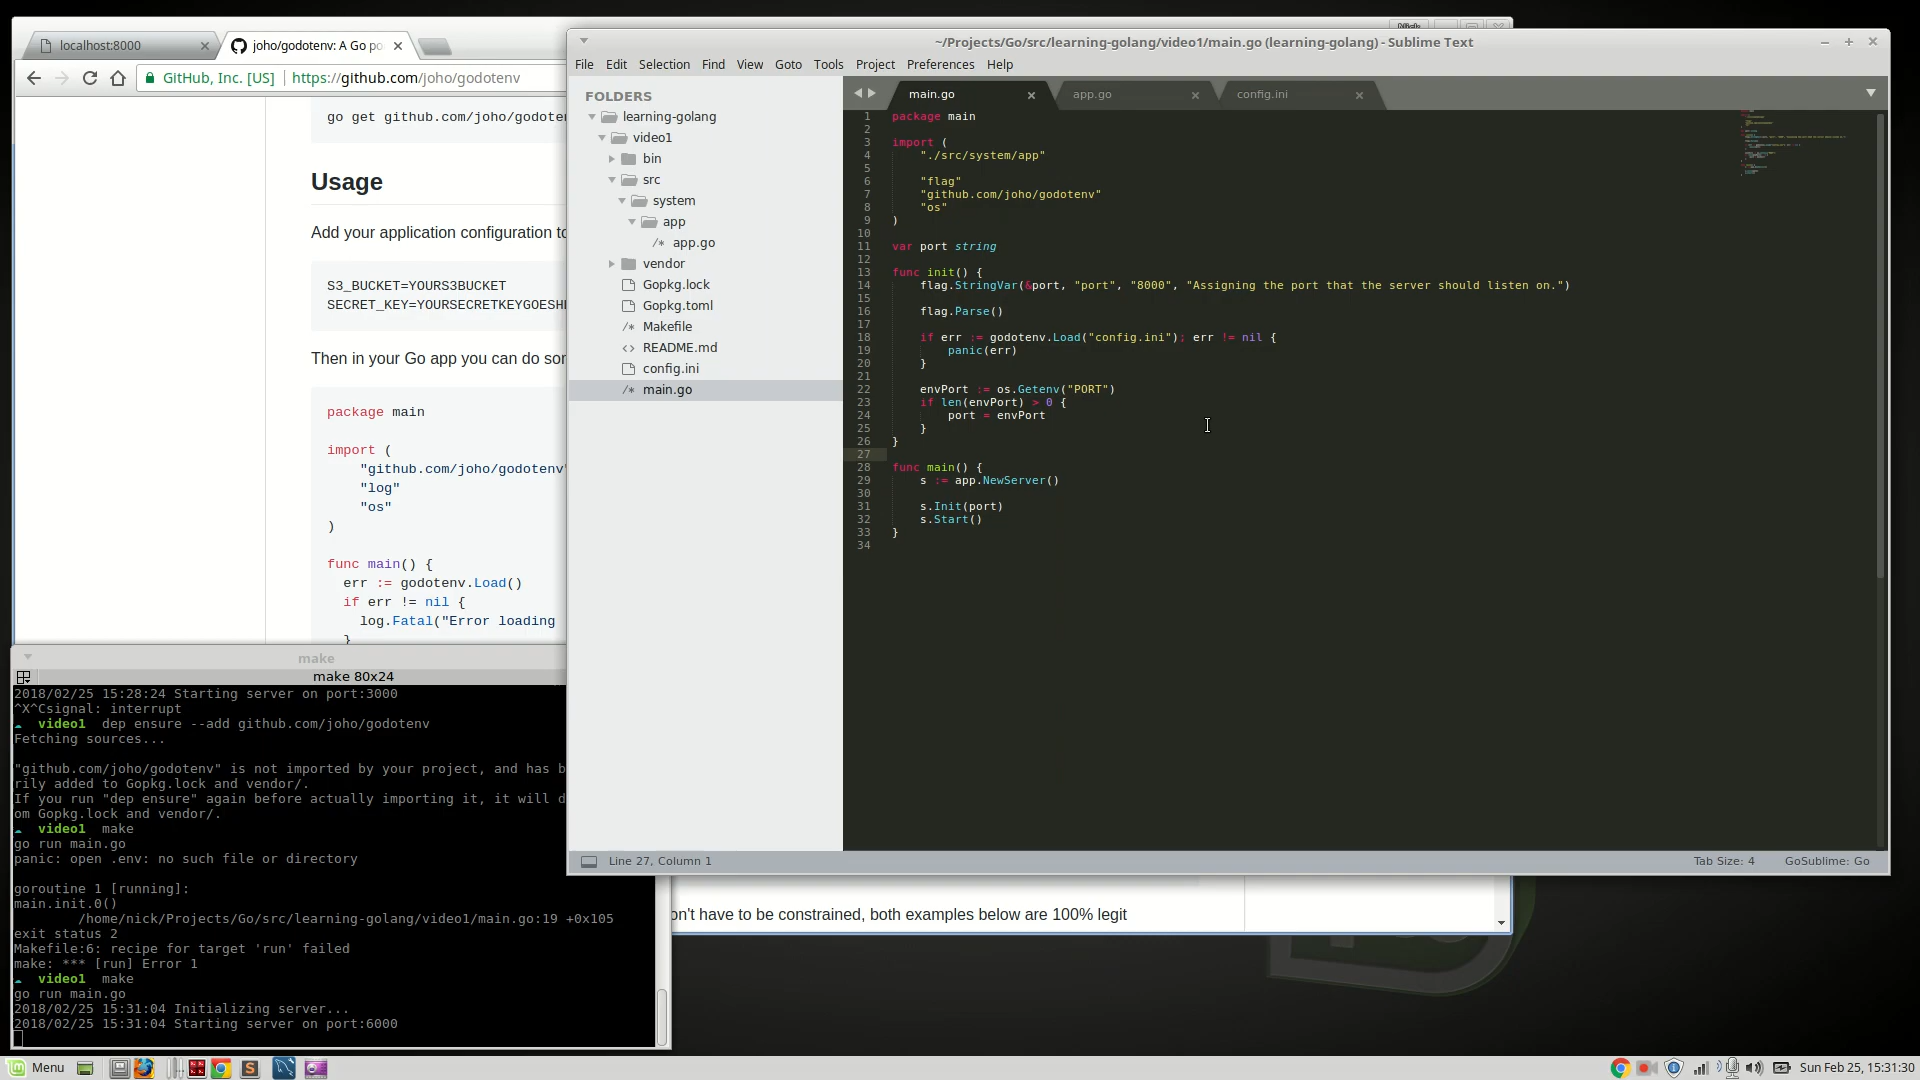 localhost:8000
joho/godotenv: A Go po
GitHub, Inc. [US]
https://github.com/joho/godotenv
go get github.com/joho/goden
Usage
Add your application configuration to
S3_BUCKET=YOURS3BUCKET
SECRET_KEY=YOURSECRETKEYGOESH
Then in your Go app you can do so
package main
import (
"github.com/joho/godotenv"
"log"
"os"
)
func main() {
err := godotenv.Load()
if err != nil {
log.Fatal("Error loading
}
make
make 80x24
2018/02/25 15:28:24 Starting server on port:3000
^X^Csignal: interrupt
video1 dep ensure --add github.com/joho/godotenv
Fetching sources...
"github.com/joho/godotenv" is not imported by your project, and has b
rily added to Gopkg.lock and vendor/.
If you run "dep ensure" again before actually importing it, it will d
om Gopkg.lock and vendor/.
video1 make
go run main.go
panic: open .env: no such file or directory
goroutine 1 [running]:
main.init.0()
/home/nick/Projects/Go/src/learning-golang/video1/main.go:19 +0x105
exit status 2
Makefile:6: recipe for target 'run' failed
make: *** [run] Error 1
video1 make
go run main.go
2018/02/25 15:31:04 Initializing server...
2018/02/25 15:31:04 Starting server on port:6000
~/Projects/Go/src/learning-golang/video1/main.go (learning-golang) - Sublime Text
File Edit Selection Find View Goto Tools Project Preferences Help
FOLDERS
learning-golang
video1
bin
src
system
app
app.go
vendor
Gopkg.lock
Gopkg.toml
Makefile
README.md
config.ini
main.go
main.go
app.go
config.ini
1 package main
2
3 import (
4 "./src/system/app"
5
6 "flag"
7 "github.com/joho/godotenv"
8 "os"
9 )
10
11 var port string
12
13 func init() {
14 flag.StringVar(&port, "port", "8000", "Assigning the port that the server should listen on.")
15
16 flag.Parse()
17
18 if err := godotenv.Load("config.ini"); err != nil {
19 panic(err)
20 }
21
22 envPort := os.Getenv("PORT")
23 if len(envPort) > 0 {
24 port = envPort
25 }
26 }
27
28 func main() {
29 s := app.NewServer()
30
31 s.Init(port)
32 s.Start()
33 }
34
Line 27, Column 1
Tab Size: 4
GoSublime: Go
on't have to be constrained, both examples below are 100% legit
Menu
Sun Feb 25, 15:31:30